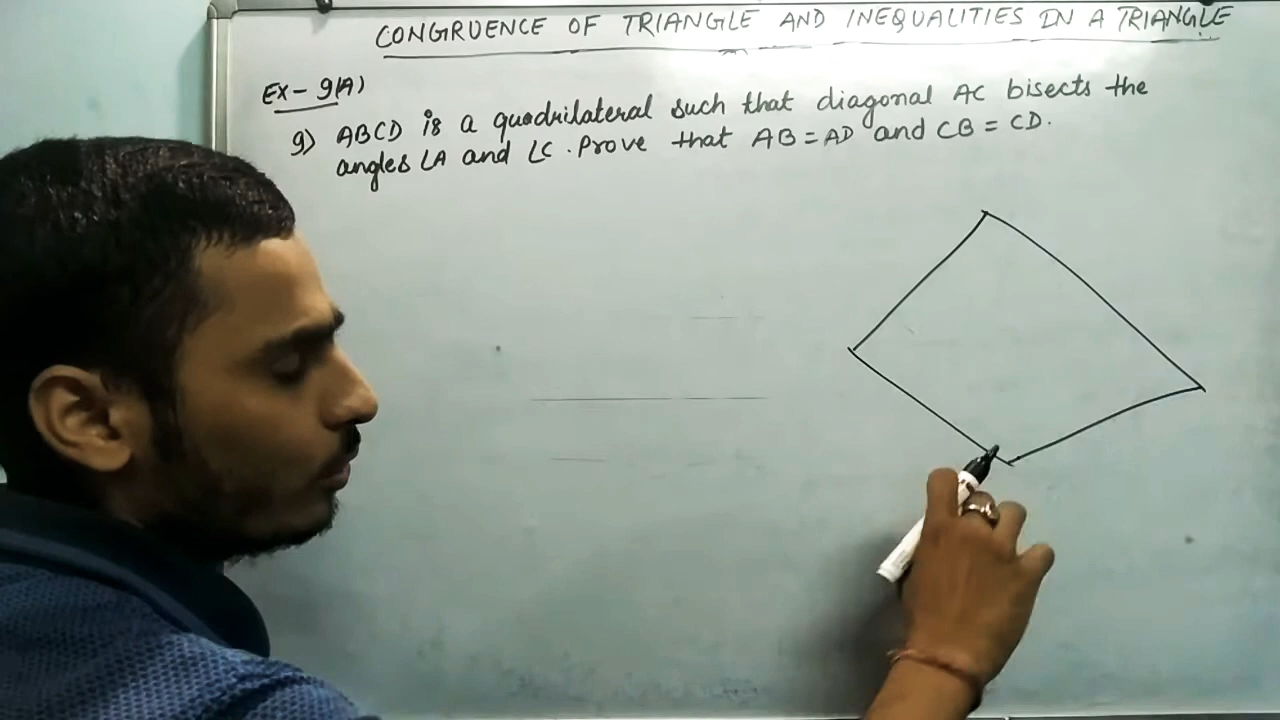 CONGRUENCE OF TRIANGLE AND INEQUALITIES IN A TRIANGLE
EX - 9(A)
9) ABCD is a quadrilateral such that diagonal AC bisects the
angles ∠A and ∠C. Prove that AB = AD and CB = CD.